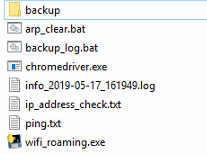 backup
arp_clear.bat
backup_log.bat
chromedriver.exe
info_2019-05-17_161949.log
ip_address_check.txt
ping.txt
wifi_roaming.exe